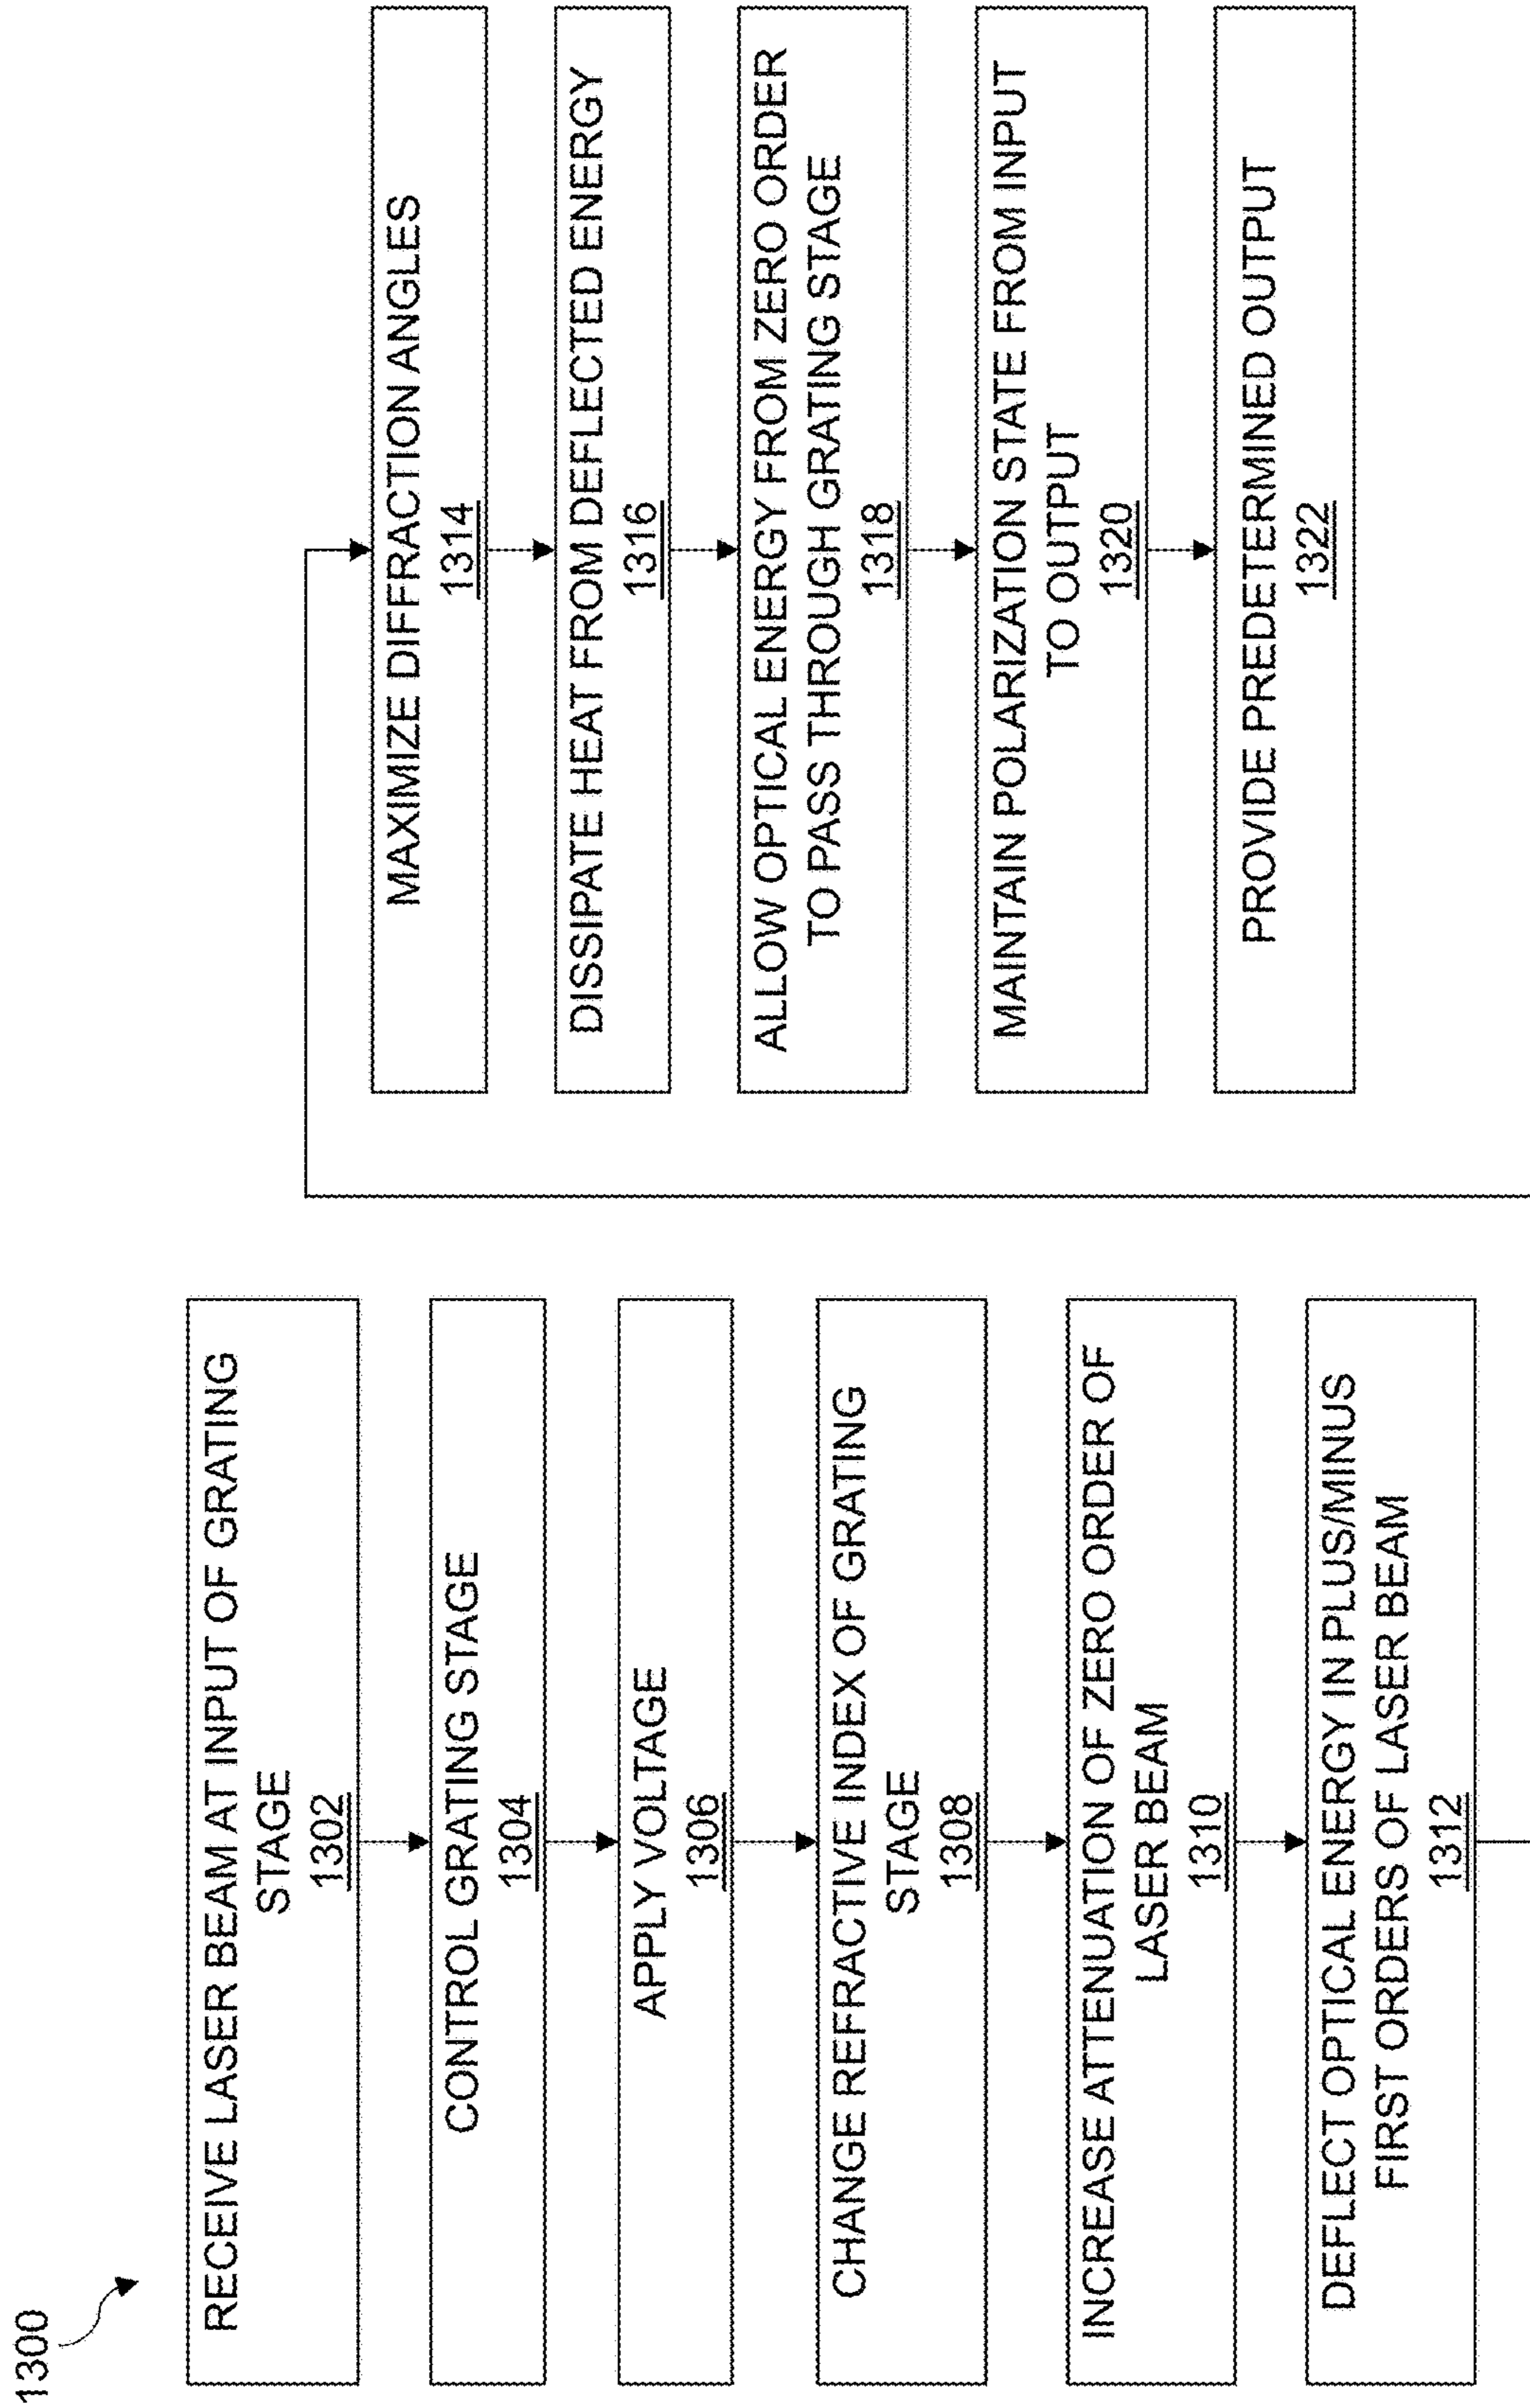 1300
RECEIVE LASER BEAM AT INPUT OF GRATING
STAGE
1302
CONTROL GRATING STAGE
1304
APPLY VOLTAGE
1306
CHANGE REFRACTIVE INDEX OF GRATING
STAGE
1308
INCREASE ATTENUATION OF ZERO ORDER OF
LASER BEAM
1310
DEFLECT OPTICAL ENERGY IN PLUS/MINUS
FIRST ORDERS OF LASER BEAM
1312
MAXIMIZE DIFFRACTION ANGLES
1314
DISSIPATE HEAT FROM DEFLECTED ENERGY
1316
ALLOW OPTICAL ENERGY FROM ZERO ORDER
TO PASS THROUGH GRATING STAGE
1318
MAINTAIN POLARIZATION STATE FROM INPUT
TO OUTPUT
1320
PROVIDE PREDETERMINED OUTPUT
1322